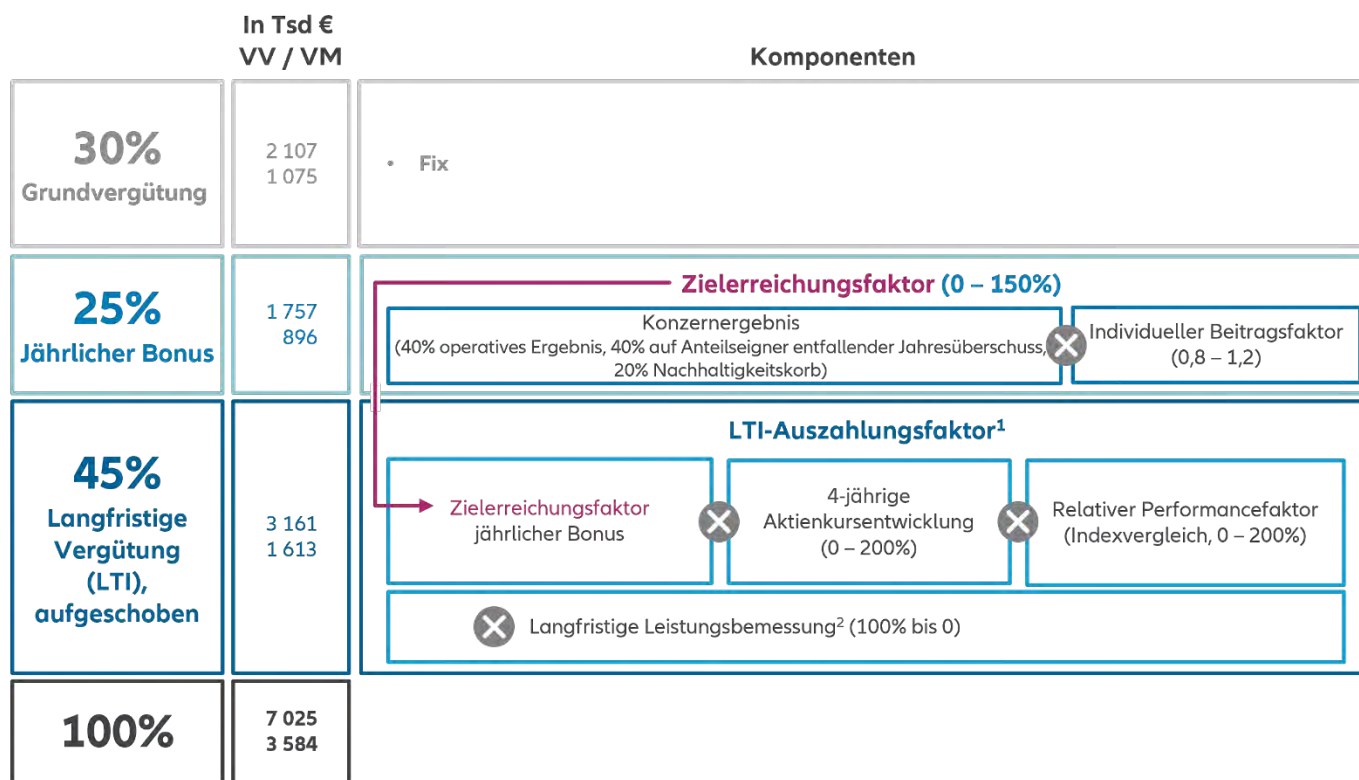 In Tsd €
VV / VM
Komponenten
30%
Grundvergütung
2 107
1 075
• Fix
25%
Jährlicher Bonus
1 757
896
Zielerreichungsfaktor (0 – 150%)
Konzernergebnis
(40% operatives Ergebnis, 40% auf Anteilseigner entfallender Jahresüberschuss,
20% Nachhaltigkeitskorb)
Individueller Beitragsfaktor
(0,8 – 1,2)
45%
Langfristige
Vergütung
(LTI),
aufgeschoben
3 161
1 613
LTI-Auszahlungsfaktor¹
Zielerreichungsfaktor
jährlicher Bonus
4-jährige
Aktienkursentwicklung
(0 – 200%)
Relativer Performancefaktor
(Indexvergleich, 0 – 200%)
Langfristige Leistungsbemessung² (100% bis 0)
100%
7 025
3 584